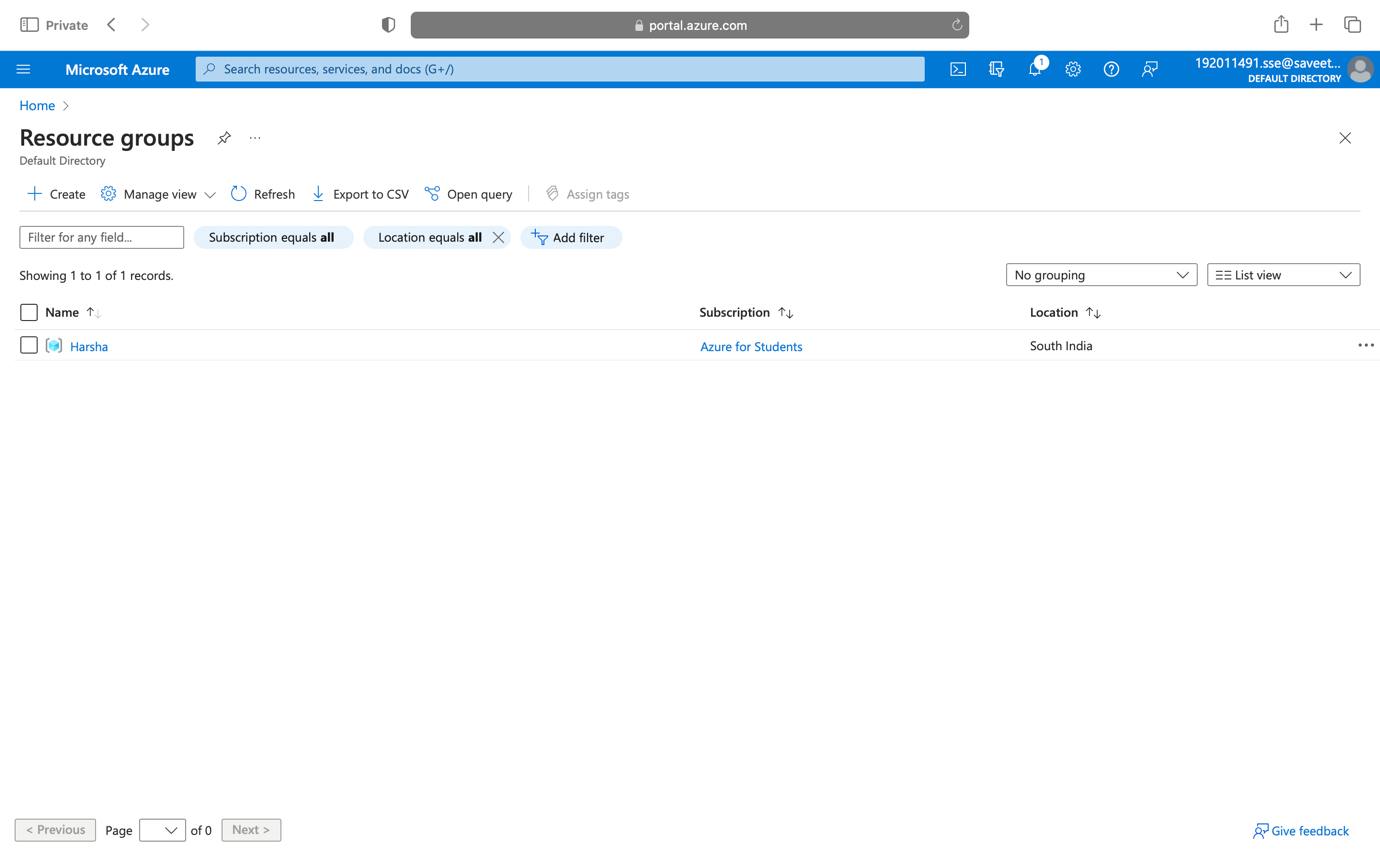 Private
portal.azure.com
Microsoft Azure
Search resources, services, and docs (G+/)
1
192011491.sse@saveet...
DEFAULT DIRECTORY
Home
Resource groups
...
Default Directory
Create
Manage view
Refresh
Export to CSV
Open query
Assign tags
Filter for any field...
Subscription equals all
Location equals all
Add filter
Showing 1 to 1 of 1 records.
No grouping
List view
Name
Subscription
Location
Harsha
Azure for Students
South India
< Previous
Page
of 0
Next >
Give feedback